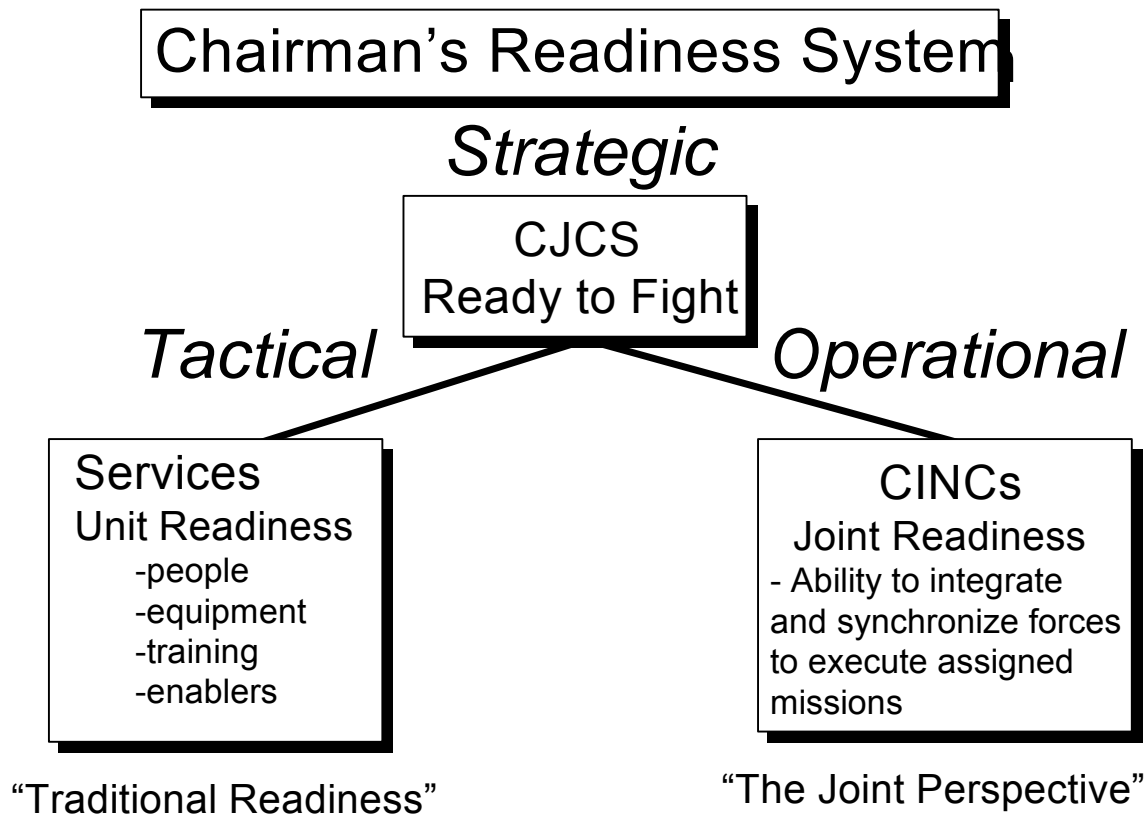 Chairman’s Readiness System
Strategic
CJCS
Ready to Fight
Tactical
Operational
Services
Unit Readiness
-people
-equipment
-training
-enablers
“Traditional Readiness”
CINCs
Joint Readiness
- Ability to integrate
and synchronize forces
to execute assigned
missions
“The Joint Perspective”